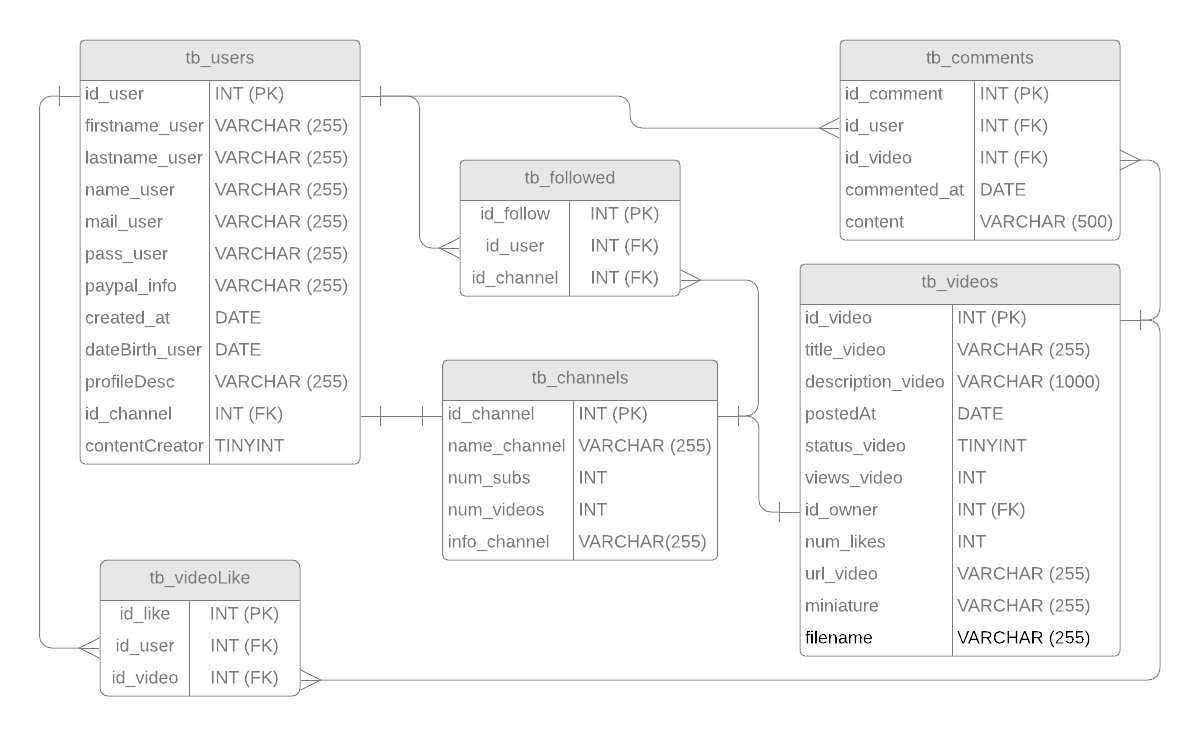 tb_users
id_user INT (PK)
firstname_user VARCHAR (255)
lastname_user VARCHAR (255)
name_user VARCHAR (255)
mail_user VARCHAR (255)
pass_user VARCHAR (255)
paypal_info VARCHAR (255)
created_at DATE
dateBirth_user DATE
profileDesc VARCHAR (255)
id_channel INT (FK)
contentCreator TINYINT
tb_comments
id_comment INT (PK)
id_user INT (FK)
id_video INT (FK)
commented_at DATE
content VARCHAR (500)
tb_followed
id_follow INT (PK)
id_user INT (FK)
id_channel INT (FK)
tb_videos
id_video INT (PK)
title_video VARCHAR (255)
description_video VARCHAR (1000)
postedAt DATE
status_video TINYINT
views_video INT
id_owner INT (FK)
num_likes INT
url_video VARCHAR (255)
miniature VARCHAR (255)
filename VARCHAR (255)
tb_channels
id_channel INT (PK)
name_channel VARCHAR (255)
num_subs INT
num_videos INT
info_channel VARCHAR(255)
tb_videoLike
id_like INT (PK)
id_user INT (FK)
id_video INT (FK)